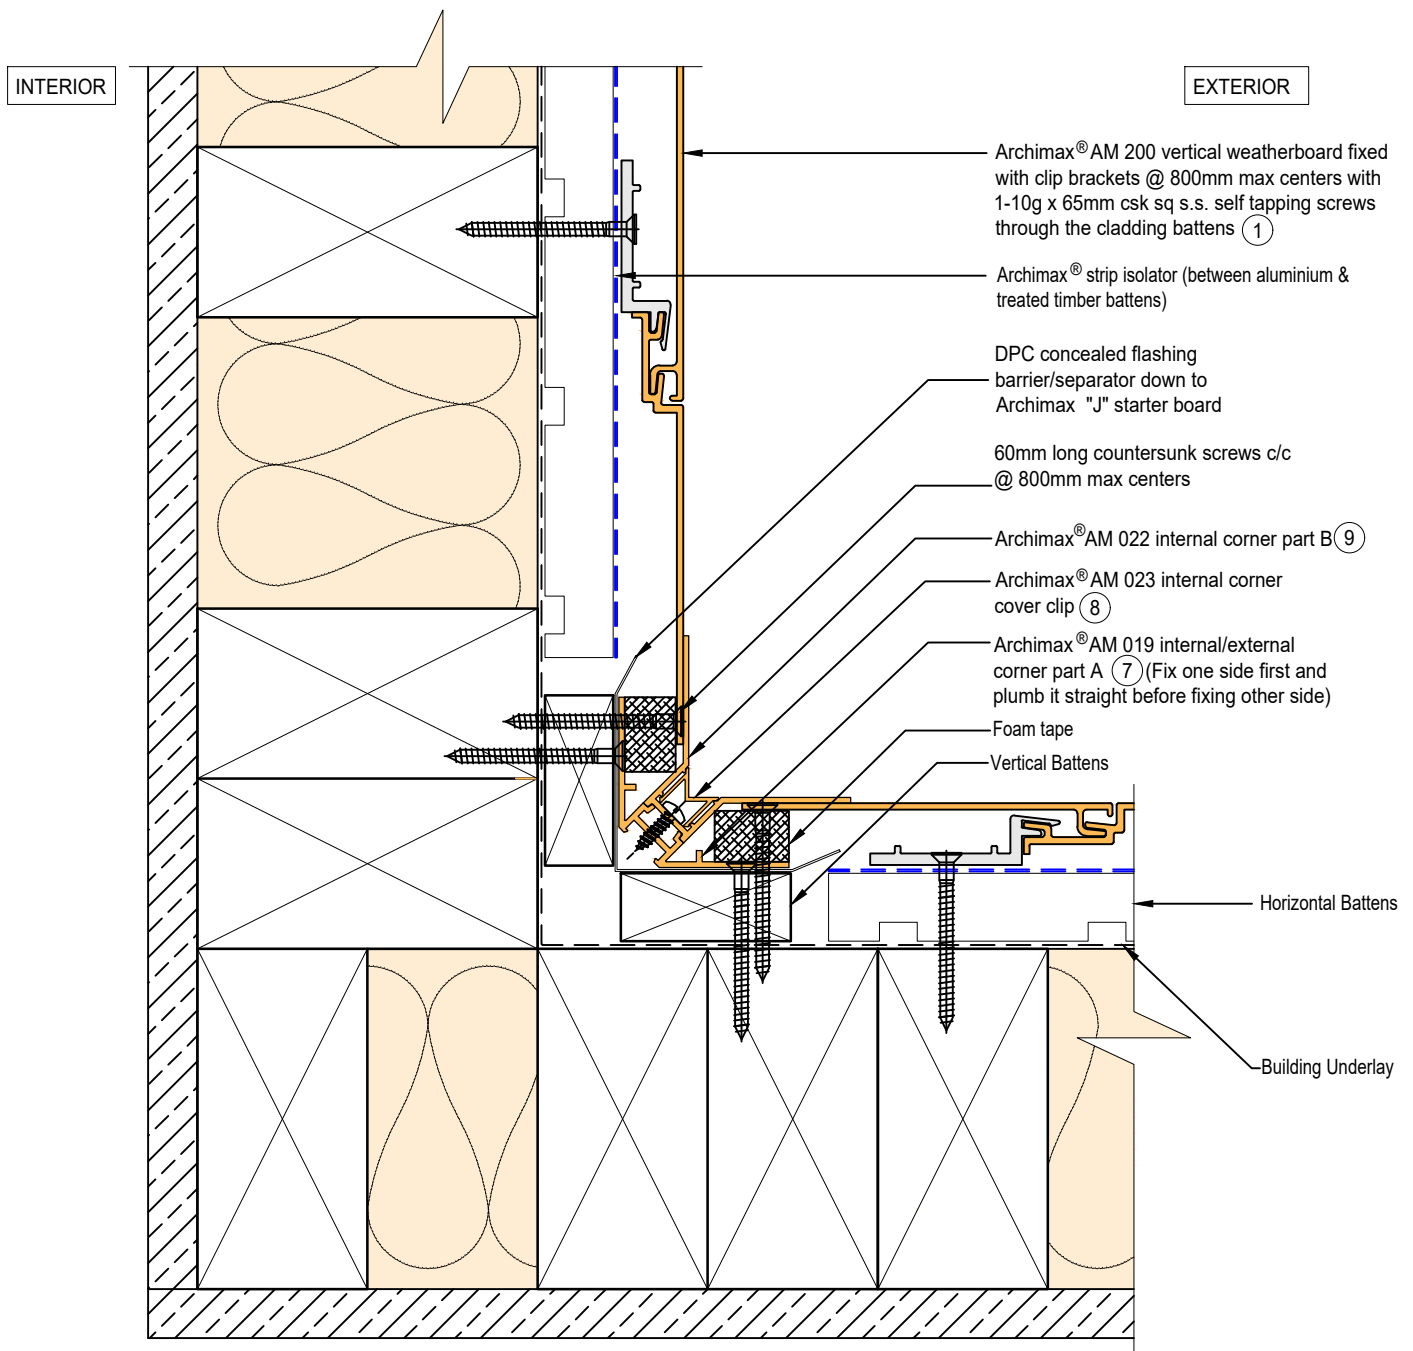 INTERIOR
EXTERIOR
Archimax® AM 200 vertical weatherboard fixed
with clip brackets @ 800mm max centers with
1-10g x 65mm csk sq s.s. self tapping screws
through the cladding battens 1
Archimax® strip isolator (between aluminium &
treated timber battens)
DPC concealed flashing
barrier/separator down to
Archimax "J" starter board
60mm long countersunk screws c/c
@ 800mm max centers
Archimax® AM 022 internal corner part B 9
Archimax® AM 023 internal corner
cover clip 8
Archimax® AM 019 internal/external
corner part A 7 (Fix one side first and
plumb it straight before fixing other side)
Foam tape
Vertical Battens
Horizontal Battens
Building Underlay